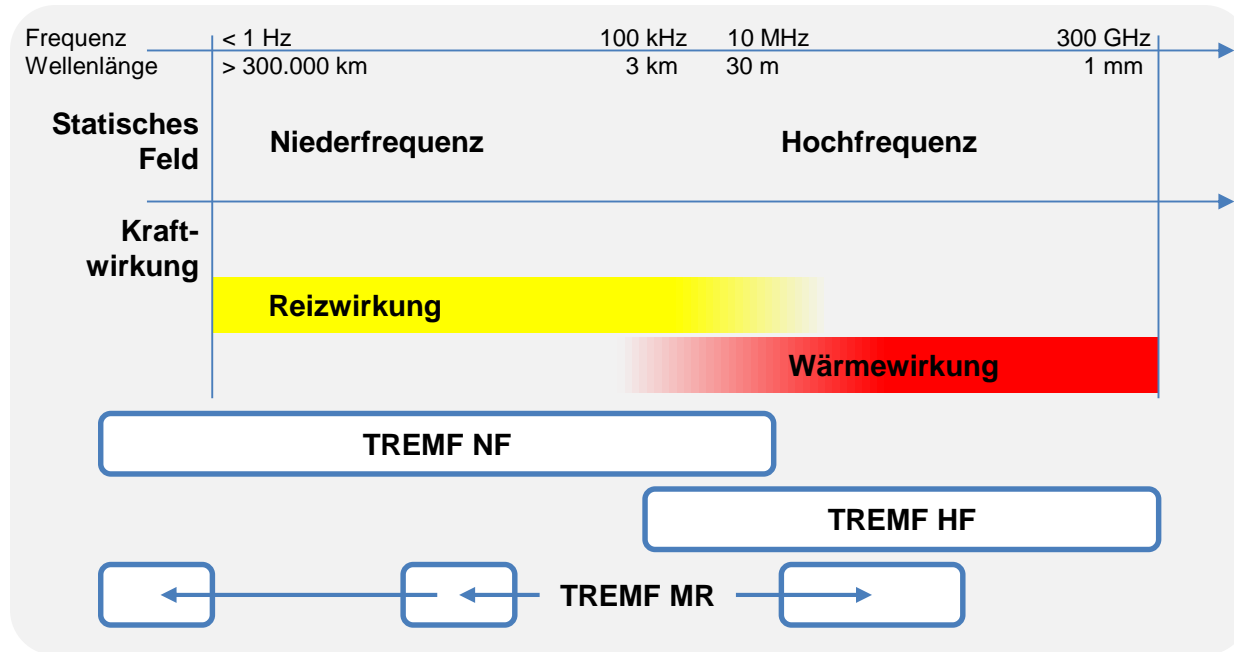 Frequenz < 1 Hz 100 kHz 10 MHz 300 GHz
Wellenlänge > 300.000 km 3 km 30 m 1 mm
Statisches
Feld
Niederfrequenz Hochfrequenz
Kraft-
wirkung
Reizwirkung
Wärmewirkung
TREMF NF
TREMF HF
TREMF MR